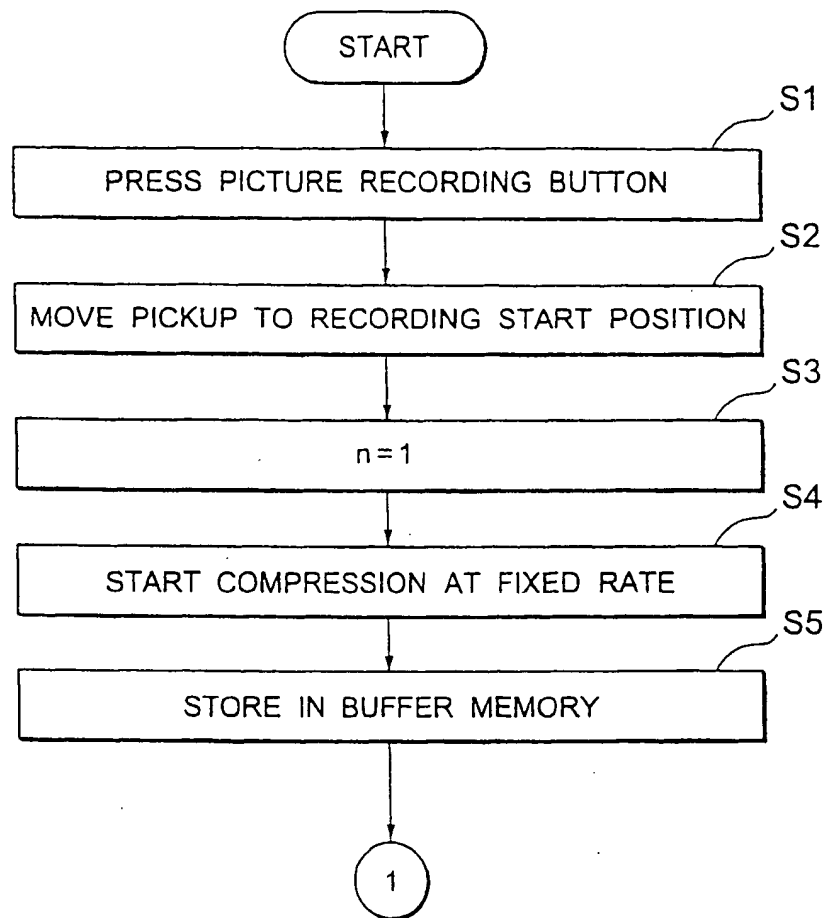 START
S1
PRESS PICTURE RECORDING BUTTON
S2
MOVE PICKUP TO RECORDING START POSITION
S3
n=1
S4
START COMPRESSION AT FIXED RATE
S5
STORE IN BUFFER MEMORY
1